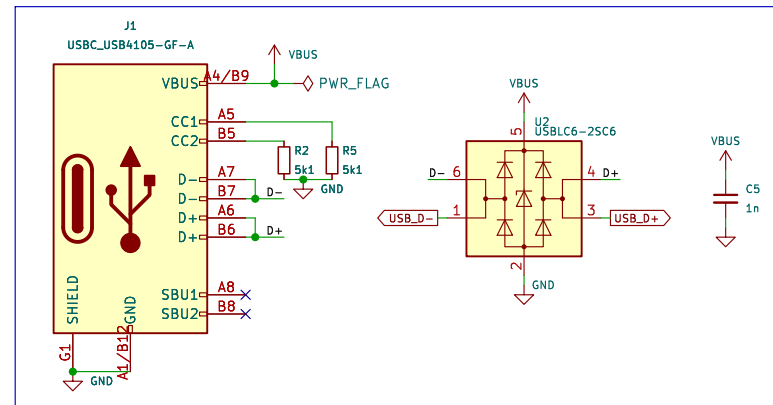 J1
USBC_USB4105-GF-A
VBUS
A4/B9
VBUS
PWR_FLAG
CC1
A5
CC2
B5
R2
5k1
R5
5k1
GND
D-
A7
D-
B7
D-
D+
A6
D+
B6
D+
SBU1
A8
SBU2
B8
SHIELD
GND
G1
A1/B12
GND
VBUS
5
U2
USBLC6-2SC6
D-
6
4
D+
USB_D-
1
3
USB_D+
2
GND
VBUS
C5
1n